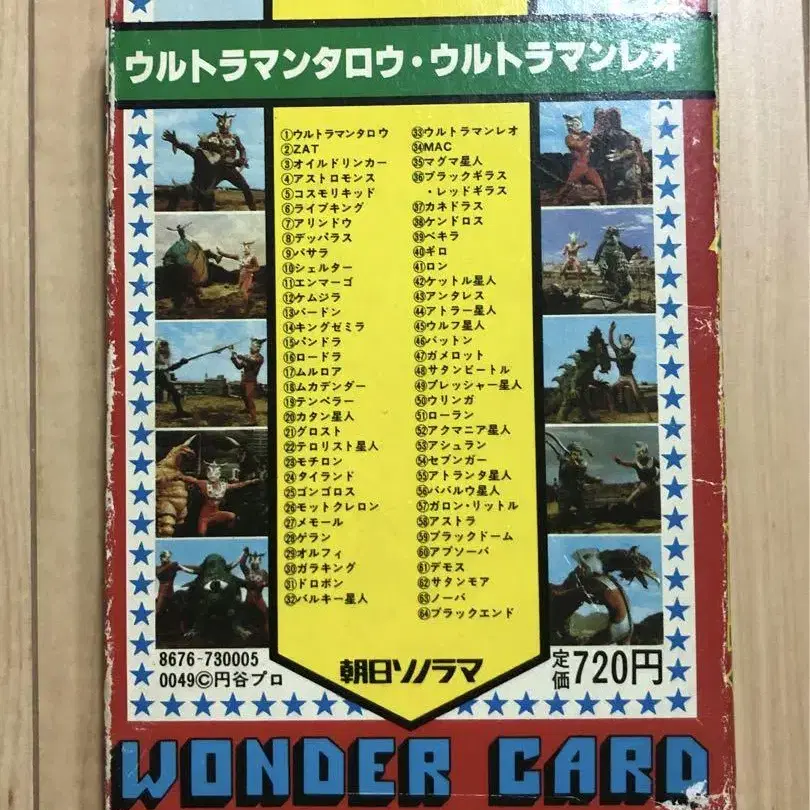 ウルトラマンタロウ・ウルトラマンレオ
①ウルトラマンタロウ
②ZAT
③オイルドリンカー
④アストロモンス
⑤コスモリキッド
⑥ライブキング
⑦アリンドウ
⑧デッパラス
⑨バサラ
⑩シェルター
⑪エンマーゴ
⑫ケムジラ
⑬バードン
⑭キングゼミラ
⑮パンドラ
⑯ロードラ
⑰ムルロア
⑱ムカデンダー
⑲テンペラー
⑳カタン星人
㉑グロスト
㉒テロリスト星人
㉓モチロン
㉔タイランド
㉕ゴンゴロス
㉖モットクレロン
㉗メモール
㉘ゲラン
㉙オルフィ
㉚ガラキング
㉛ドロボン
㉜バルキー星人
㉝ウルトラマンレオ
㉞MAC
㉟マグマ星人
㊱ブラックギラス
・レッドギラス
㊲カネドラス
㊳ケンドロス
㊴ベキラ
㊵ギロ
㊶ロン
㊷ケットル星人
㊸アンタレス
㊹アトラー星人
㊺ウルフ星人
㊻バットン
㊼ガメロット
㊽サタンビートル
㊾プレッシャー星人
㊿ウリンガ
51ローラン
52アクマニア星人
53アシュラン
54セブンガー
55アトランタ星人
56ババルウ星人
57ガロン・リットル
58アストラ
59ブラックドーム
60アブソーバ
61デモス
62サタンモア
63ノーバ
64ブラックエンド
8676-730005
0049©円谷プロ
朝日ソノラマ
定価720円
WONDER CARD